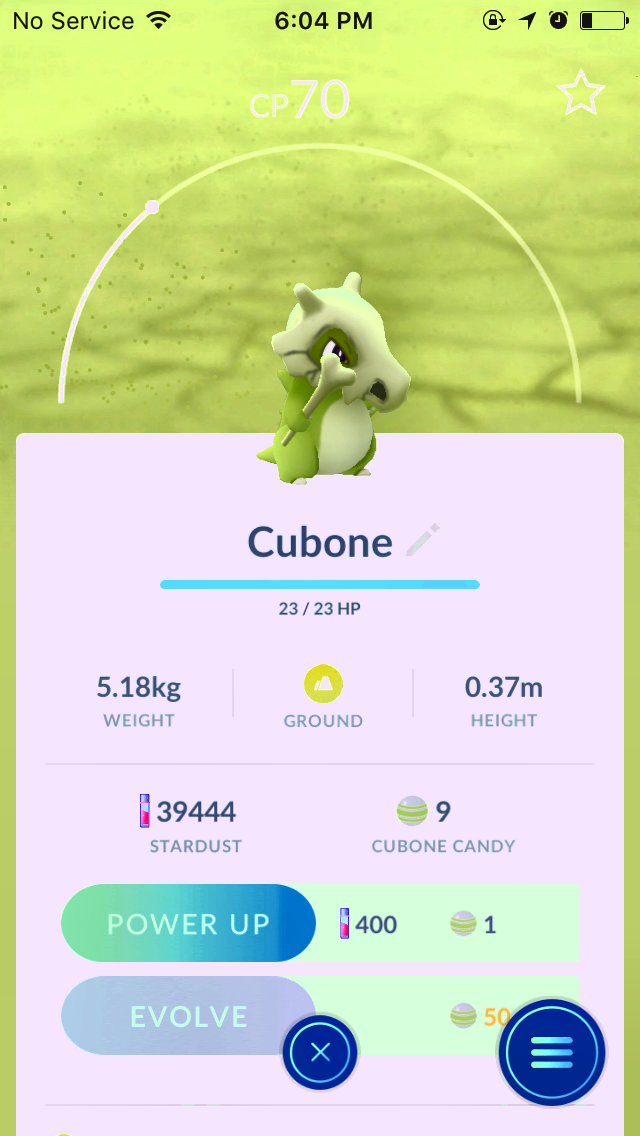 No Service 6:04 PM
CP70
Cubone
23 / 23 HP
5.18kg 0.37m
WEIGHT GROUND HEIGHT
39444 9
STARDUST CUBONE CANDY
POWER UP 400 1
EVOLVE 50